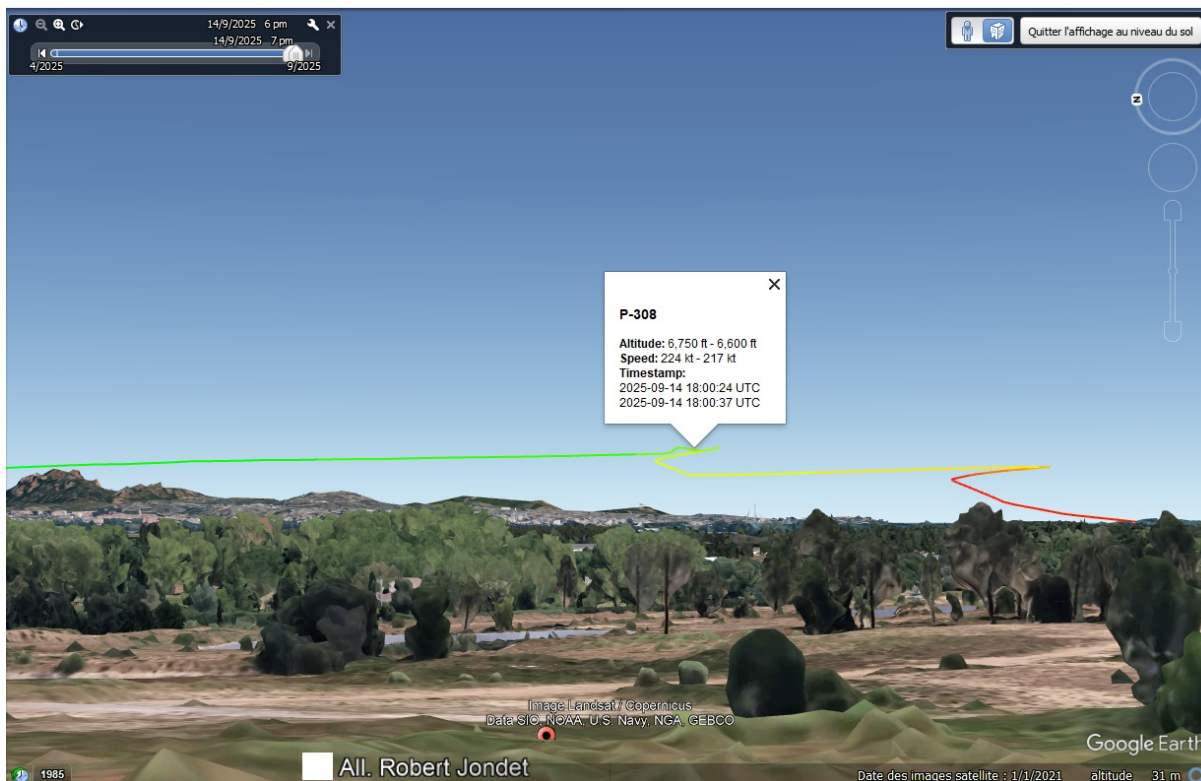 14/9/2025 6 pm
14/9/2025 7 pm
4/2025
9/2025
Quitter l'affichage au niveau du sol
N
P-308
Altitude: 6,750 ft - 6,600 ft
Speed: 224 kt - 217 kt
Timestamp:
2025-09-14 18:00:24 UTC
2025-09-14 18:00:37 UTC
Image Landsat / Copernicus
Data SIO, NOAA, U.S. Navy, NGA, GEBCO
Google Earth
All. Robert Jondet
1985
Date des images satellite : 1/1/2021 altitude 31 m